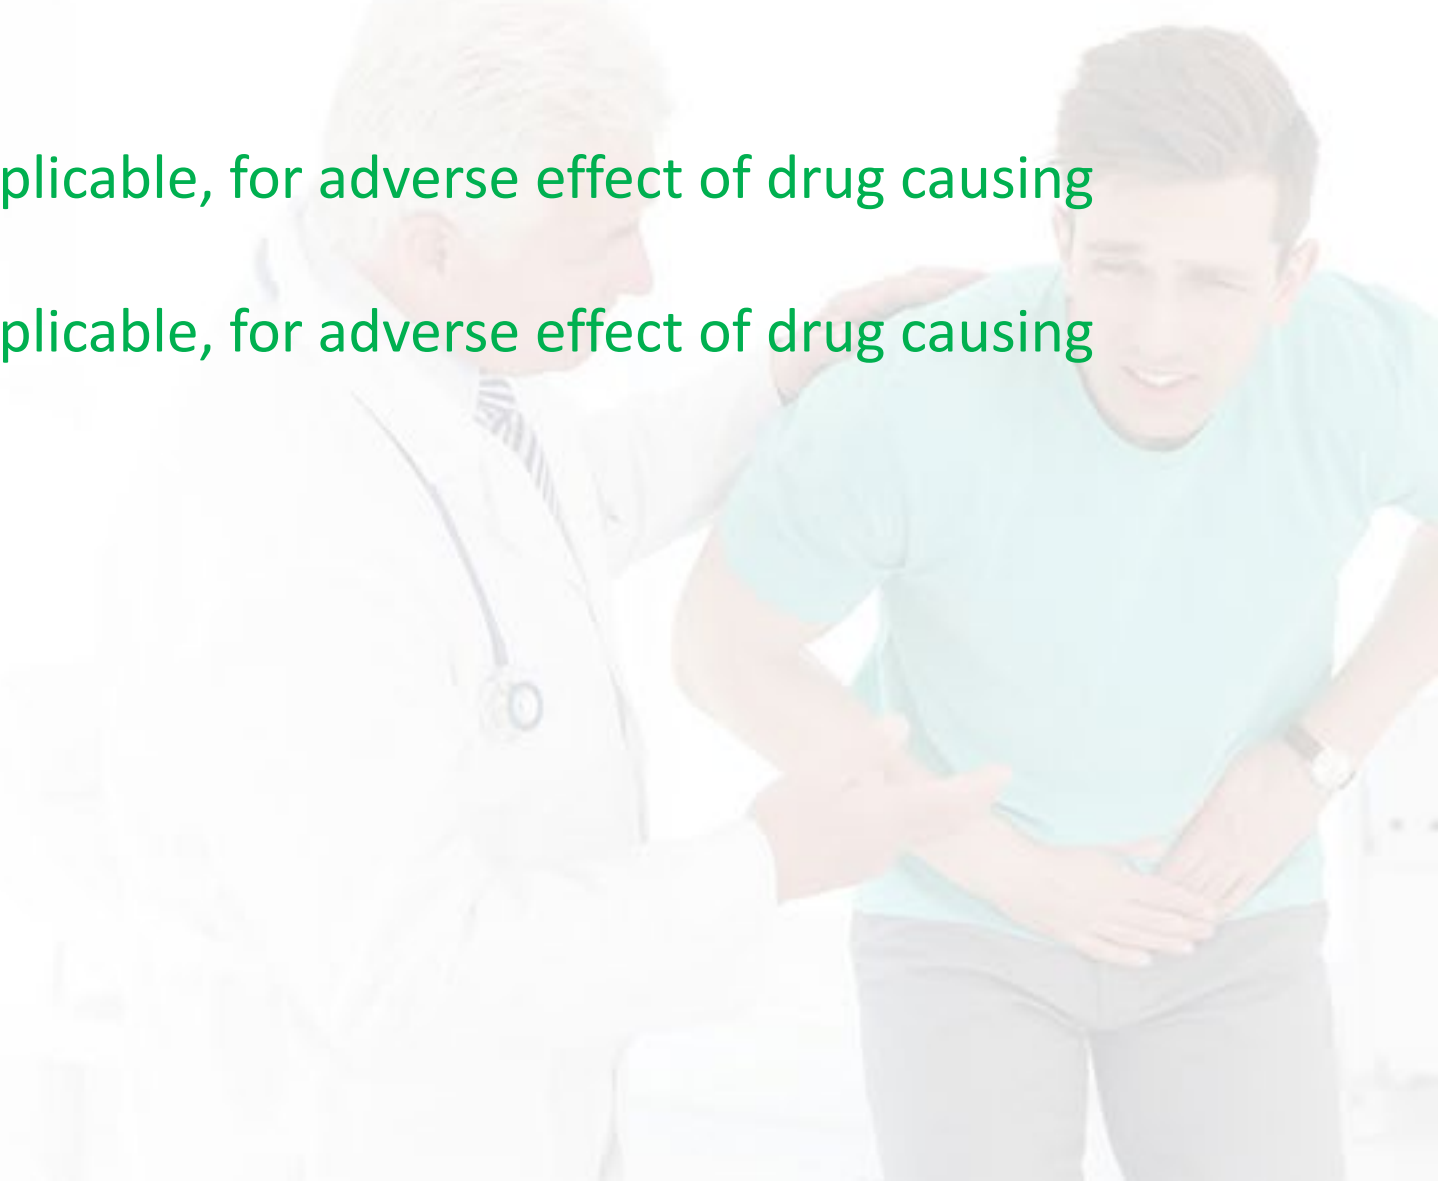 plicable, for adverse effect of drug causing
plicable, for adverse effect of drug causing